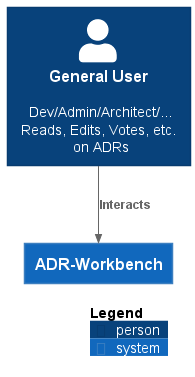 General User
Dev/Admin/Architect/...
Reads, Edits, Votes, etc.
on ADRs
Interacts
ADR-Workbench
Legend
person
system